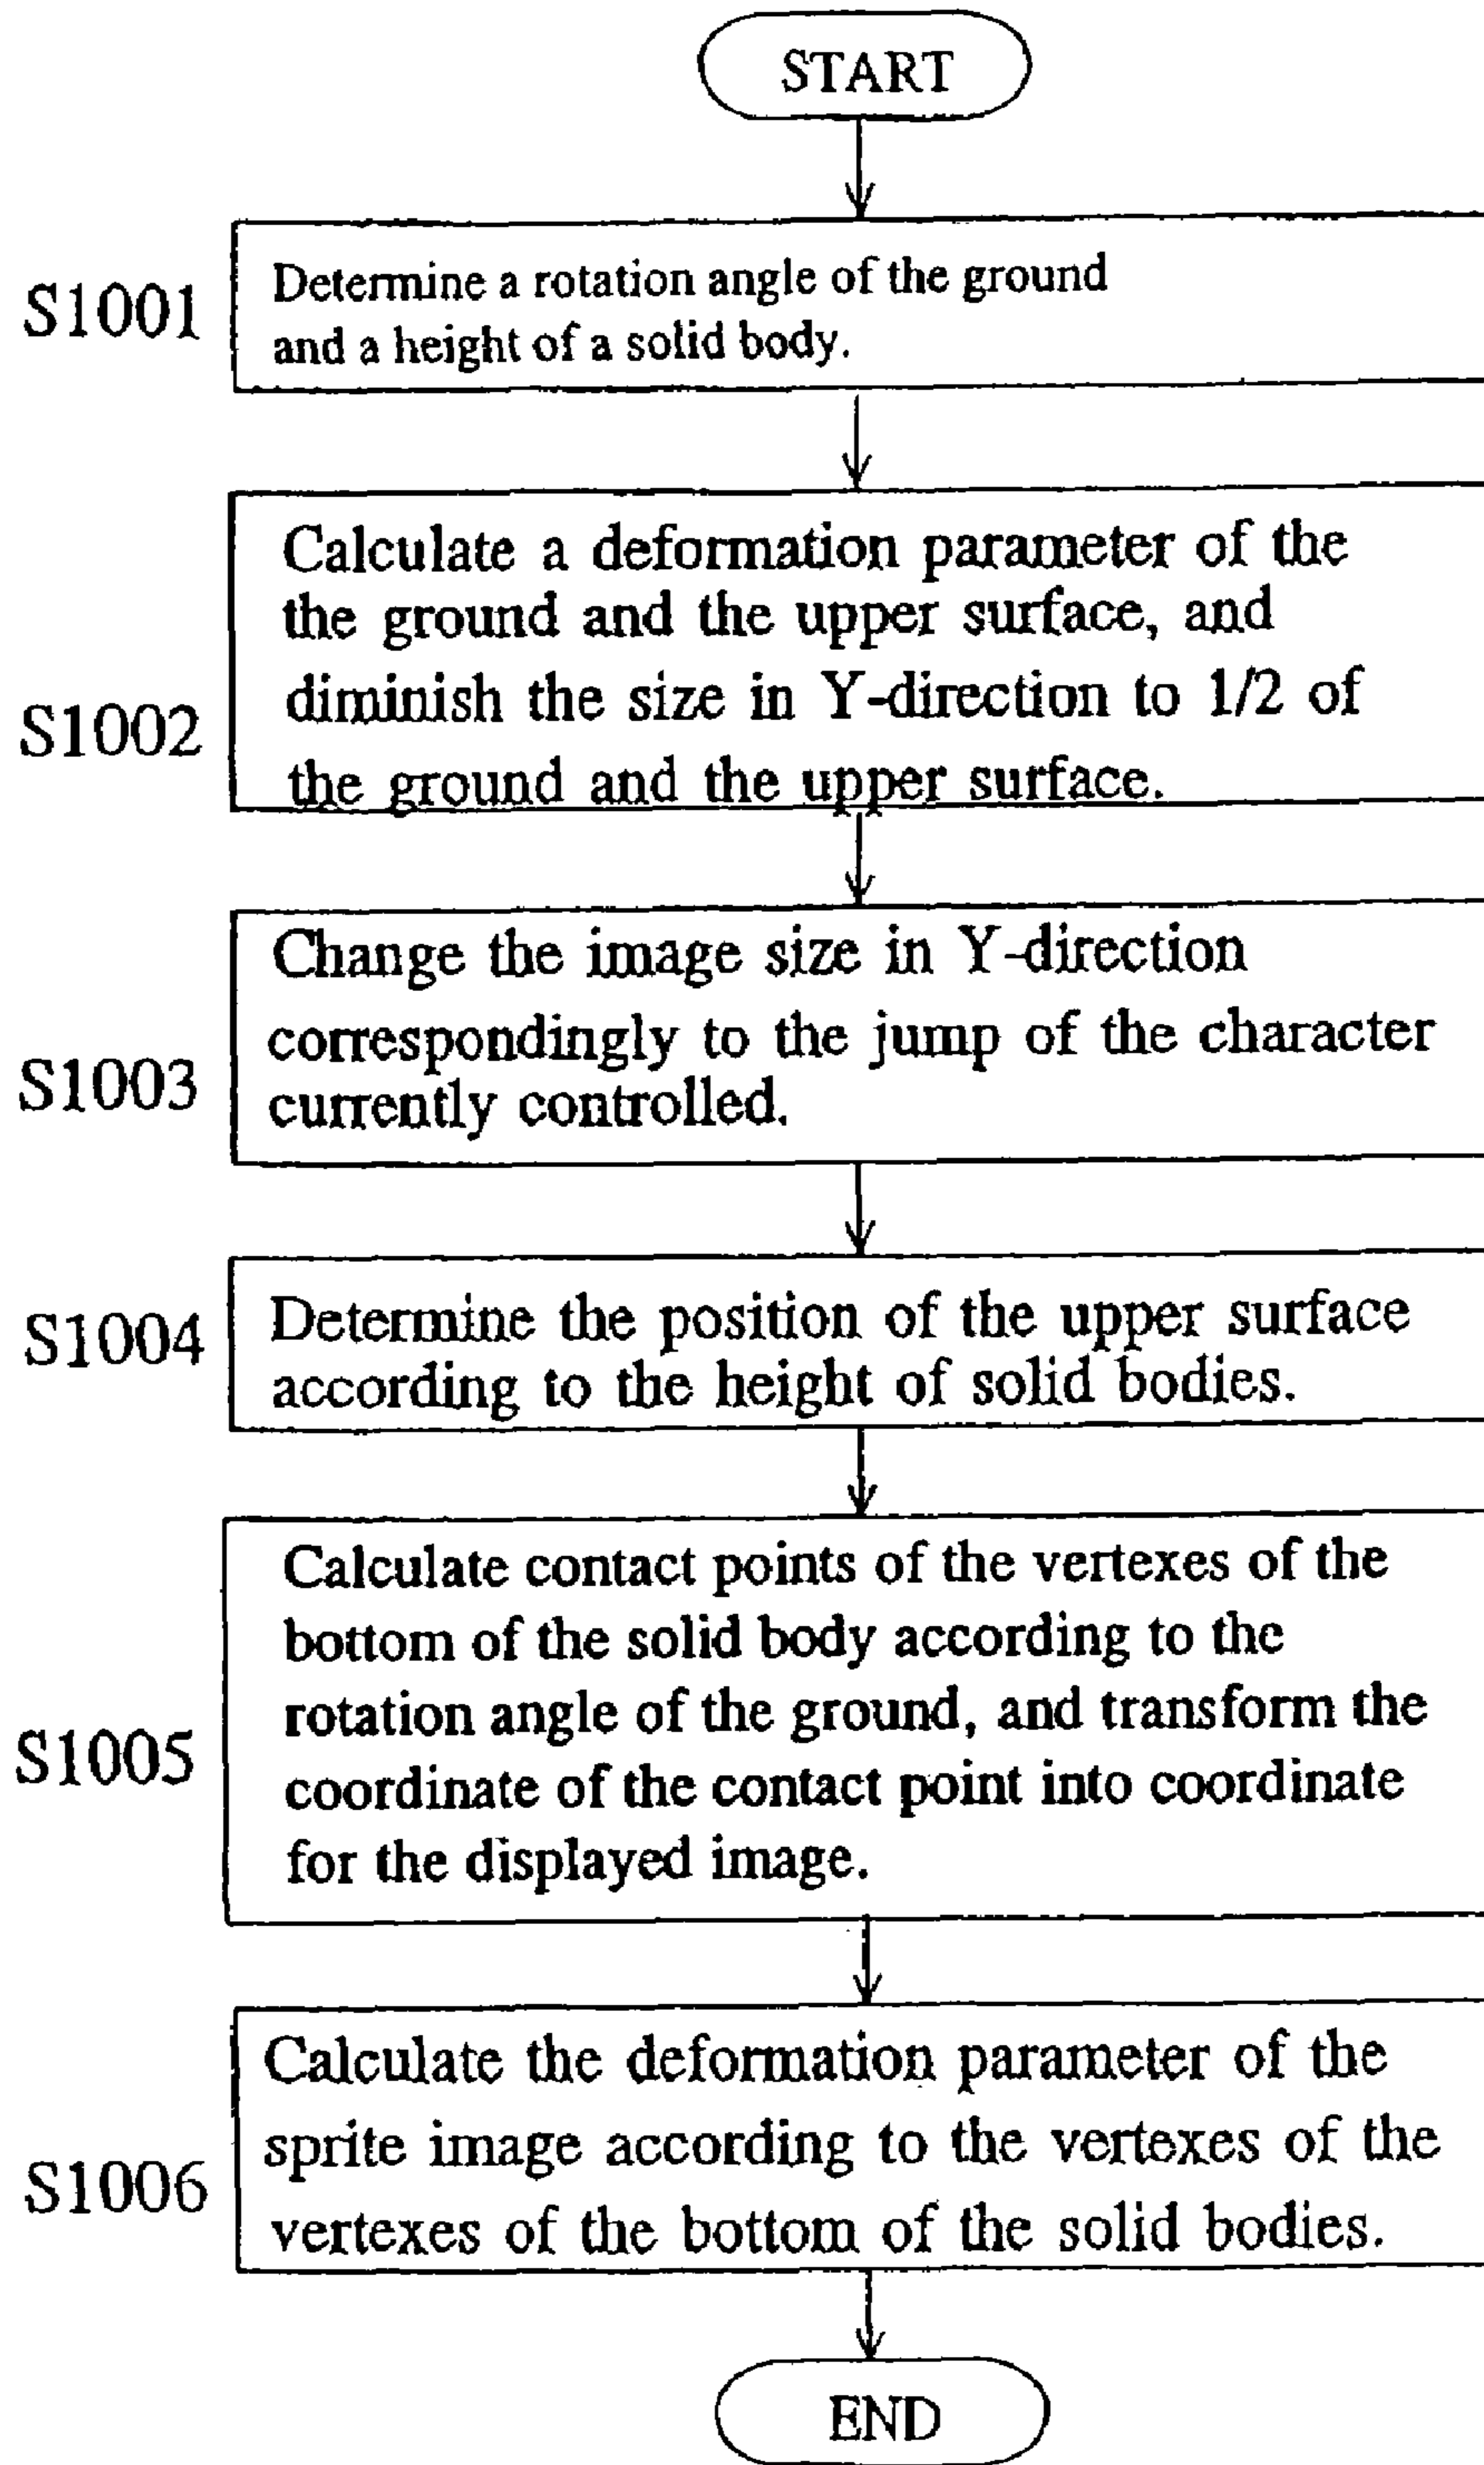 START
S1001
Determine a rotation angle of the ground
and a height of a solid body.
S1002
Calculate a deformation parameter of the
the ground and the upper surface, and
diminish the size in Y-direction to 1/2 of
the ground and the upper surface.
S1003
Change the image size in Y-direction
correspondingly to the jump of the character
currently controlled.
S1004
Determine the position of the upper surface
according to the height of solid bodies.
S1005
Calculate contact points of the vertexes of the
bottom of the solid body according to the
rotation angle of the ground, and transform the
coordinate of the contact point into coordinate
for the displayed image.
S1006
Calculate the deformation parameter of the
sprite image according to the vertexes of the
vertexes of the bottom of the solid bodies.
END